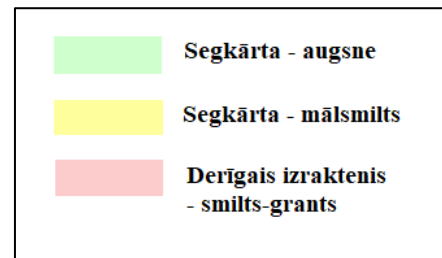 Segkārta - augsne
Segkārta - mālsmilts
Derīgais izraktenis
- smilts-grants